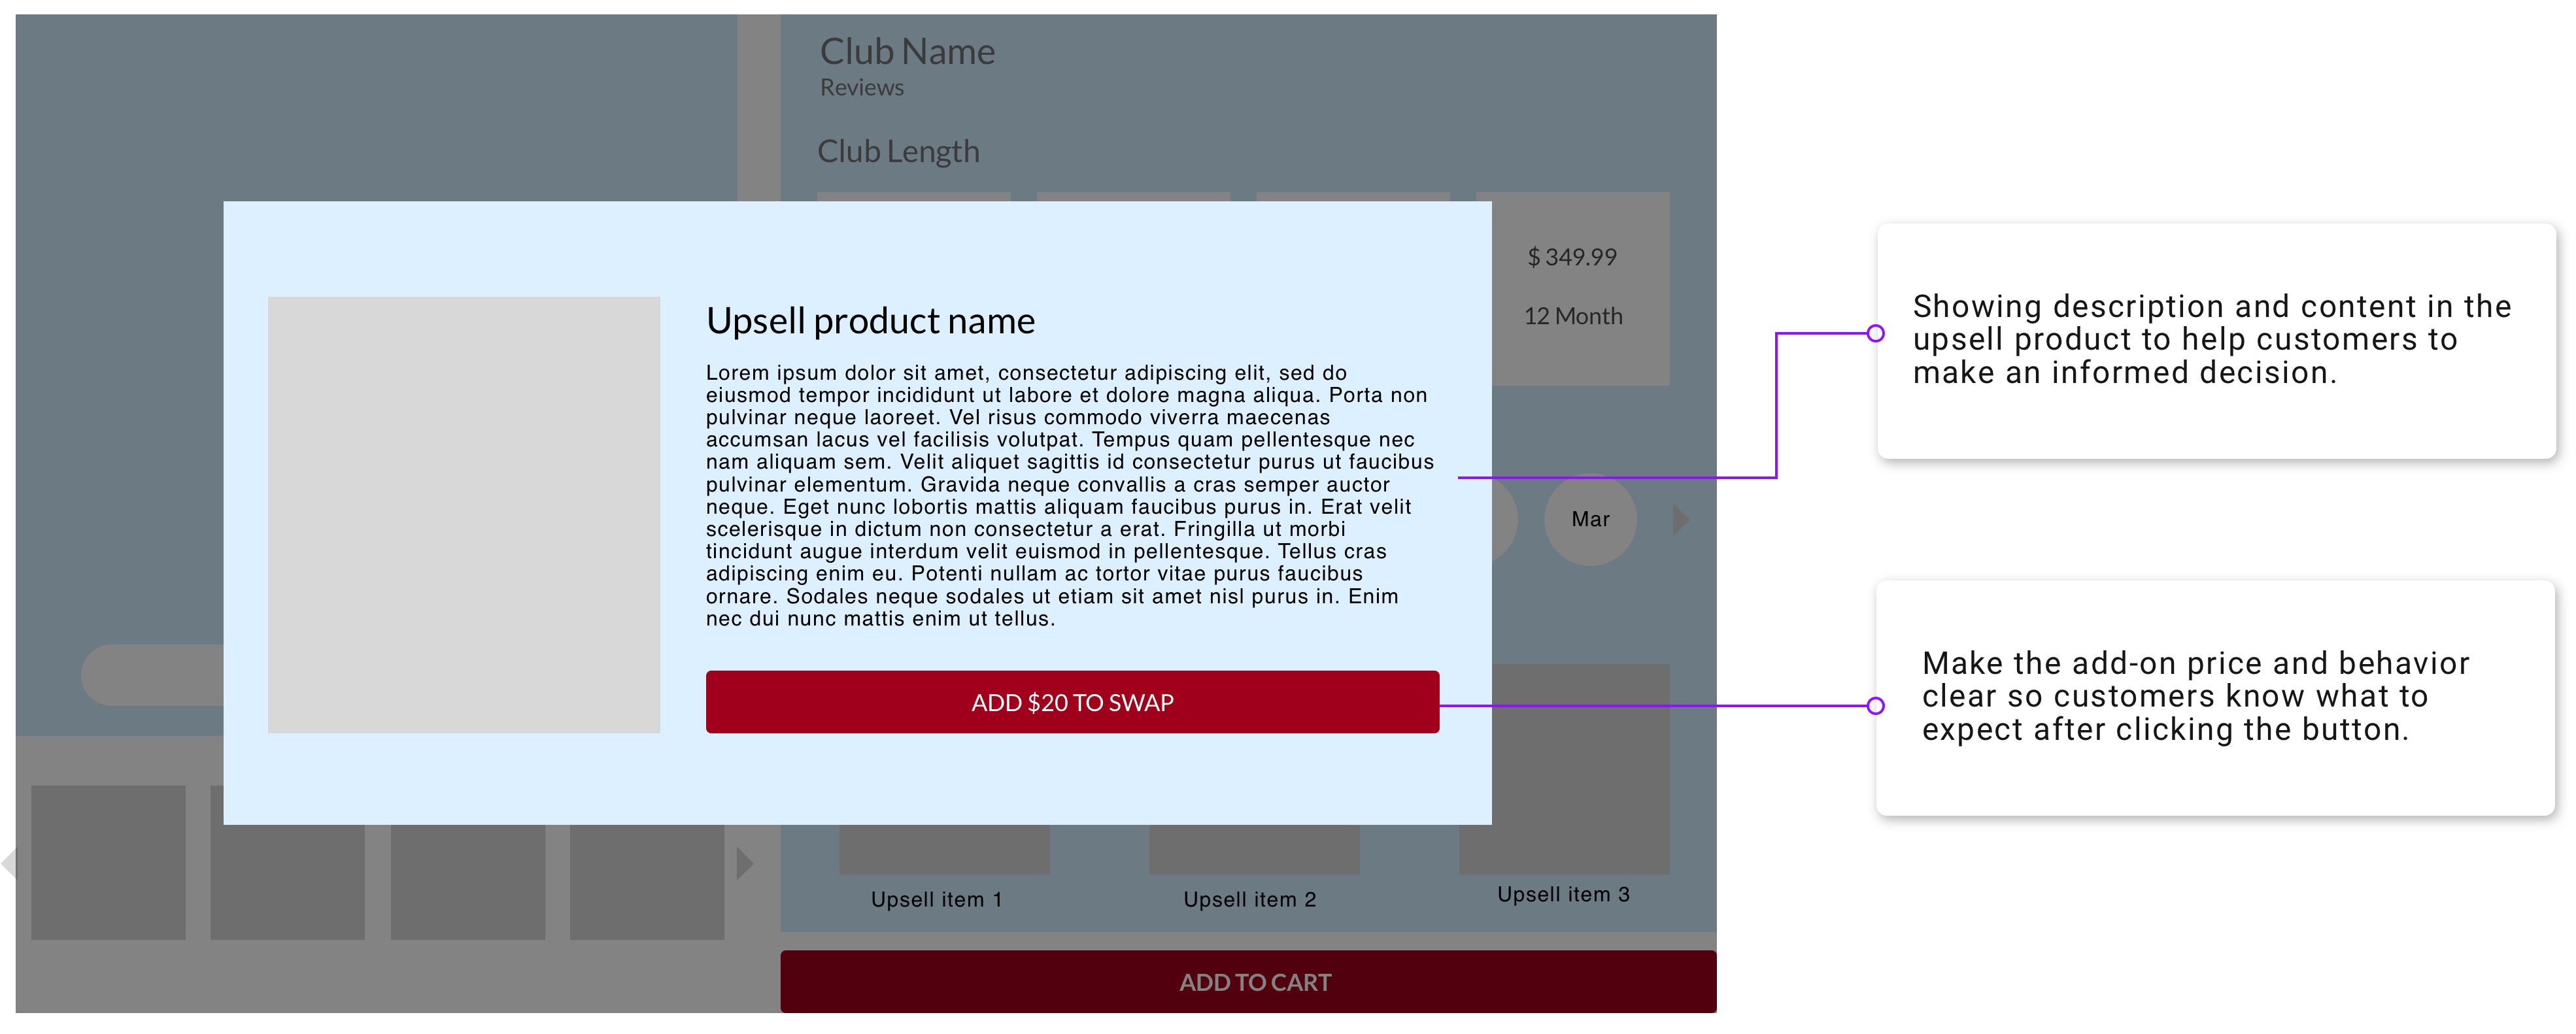 Club Name
Reviews
Club Length
$ 349.99
12 Month
Mar
Upsell product name
Lorem ipsum dolor sit amet, consectetur adipiscing elit, sed do
eiusmod tempor incididunt ut labore et dolore magna aliqua. Porta non
pulvinar neque laoreet. Vel risus commodo viverra maecenas
accumsan lacus vel facilisis volutpat. Tempus quam pellentesque nec
nam aliquam sem. Velit aliquet sagittis id consectetur purus ut faucibus
pulvinar elementum. Gravida neque convallis a cras semper auctor
neque. Eget nunc lobortis mattis aliquam faucibus purus in. Erat velit
scelerisque in dictum non consectetur a erat. Fringilla ut morbi
tincidunt augue interdum velit euismod in pellentesque. Tellus cras
adipiscing enim eu. Potenti nullam ac tortor vitae purus faucibus
ornare. Sodales neque sodales ut etiam sit amet nisl purus in. Enim
nec dui nunc mattis enim ut tellus.
ADD $20 TO SWAP
Upsell item 1
Upsell item 2
Upsell item 3
ADD TO CART
Showing description and content in the
upsell product to help customers to
make an informed decision.
Make the add-on price and behavior
clear so customers know what to
expect after clicking the button.